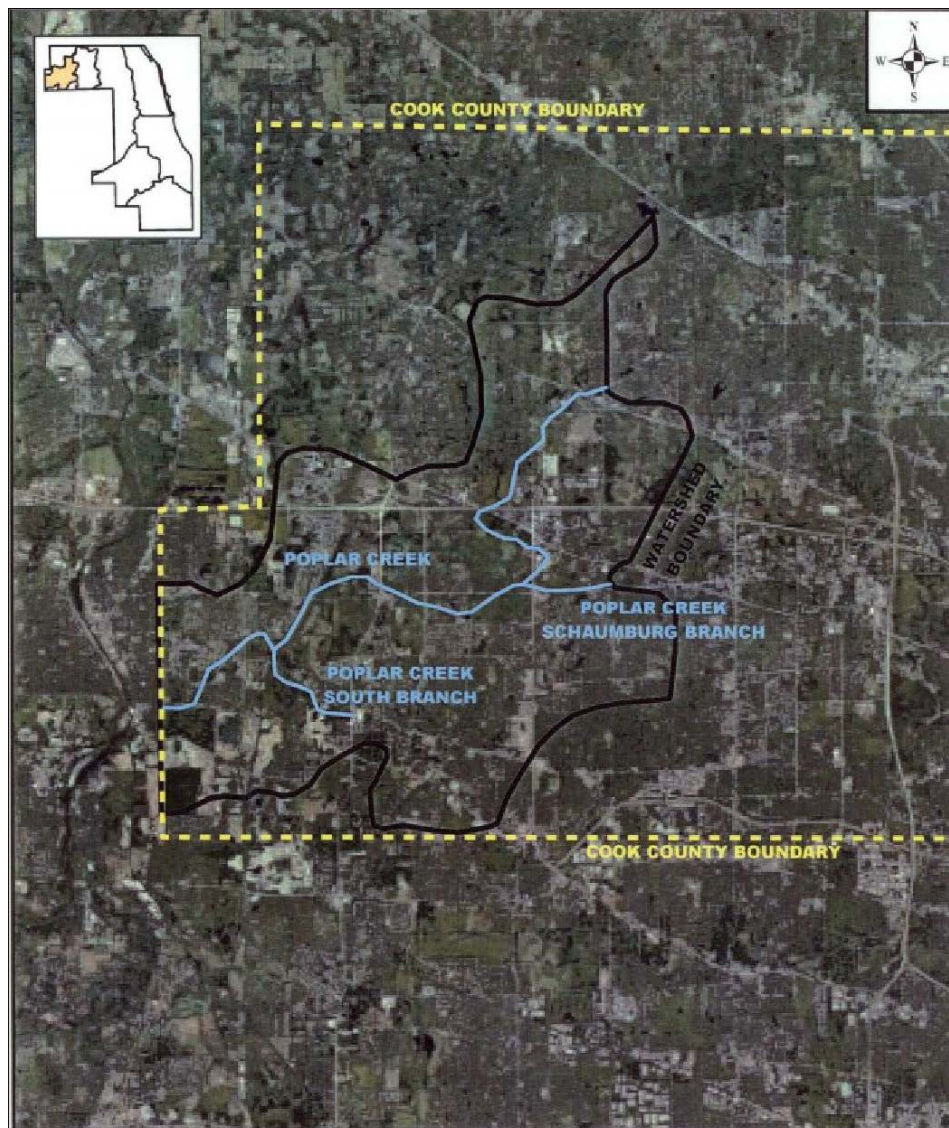 N
W E
S
COOK COUNTY BOUNDARY
WATERSHED
BOUNDARY
POPLAR CREEK
POPLAR CREEK
SCHAUMBURG BRANCH
POPLAR CREEK
SOUTH BRANCH
COOK COUNTY BOUNDARY